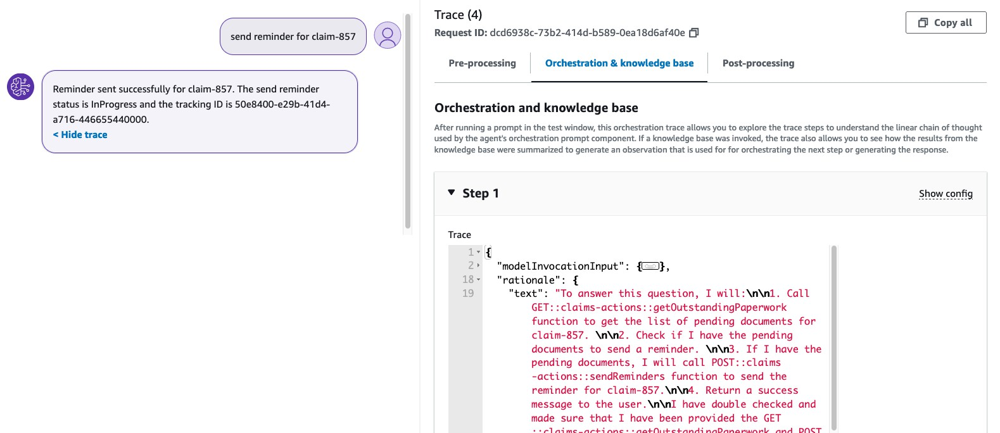 send reminder for claim-857
Reminder sent successfully for claim-857. The send reminder
status is InProgress and the tracking ID is 50e8400-e29b-41d4-
a716-446655440000.
< Hide trace
Trace (4)
Request ID: dcd6938c-73b2-414d-b589-0ea18d6af40e
Copy all
Pre-processing
Orchestration & knowledge base
Post-processing
Orchestration and knowledge base
After running a prompt in the test window, this orchestration trace allows you to explore the trace steps to understand the linear chain of thought
used by the agent's orchestration prompt component. If a knowledge base was invoked, the trace also allows you to see how the results from the
knowledge base were summarized to generate an observation that is used for for orchestrating the next step or generating the response.
Step 1
Show config
Trace
1 {
2 "modelInvocationInput": {},
18 "rationale": {
19 "text": "To answer this question, I will:\n\n1. Call
GET::claims-actions::getOutstandingPaperwork
function to get the list of pending documents for
claim-857. \n\n2. Check if I have the pending
documents to send a reminder. \n\n3. If I have the
pending documents, I will call POST::claims
-actions::sendReminders function to send the
reminder for claim-857.\n\n4. Return a success
message to the user.\n\nI have double checked and
made sure that I have been provided the GET
::claims-actions::getOutstandingPaperwork and POST